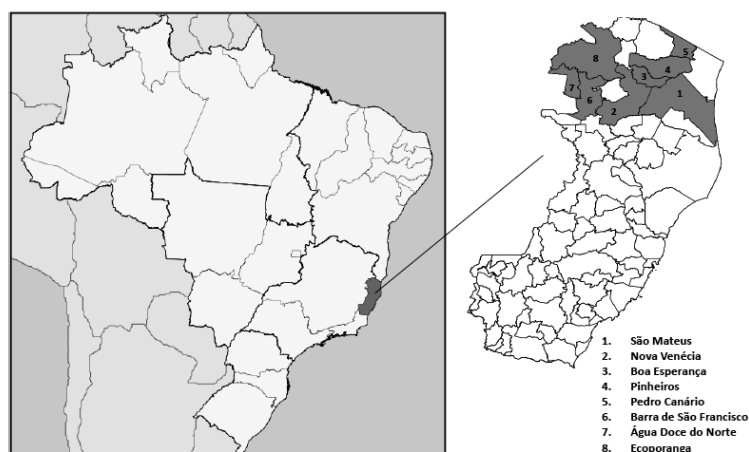 5
8
4
3
7
1
6
2
1. São Mateus
2. Nova Venécia
3. Boa Esperança
4. Pinheiros
5. Pedro Canário
6. Barra de São Francisco
7. Água Doce do Norte
8. Ecoporanga